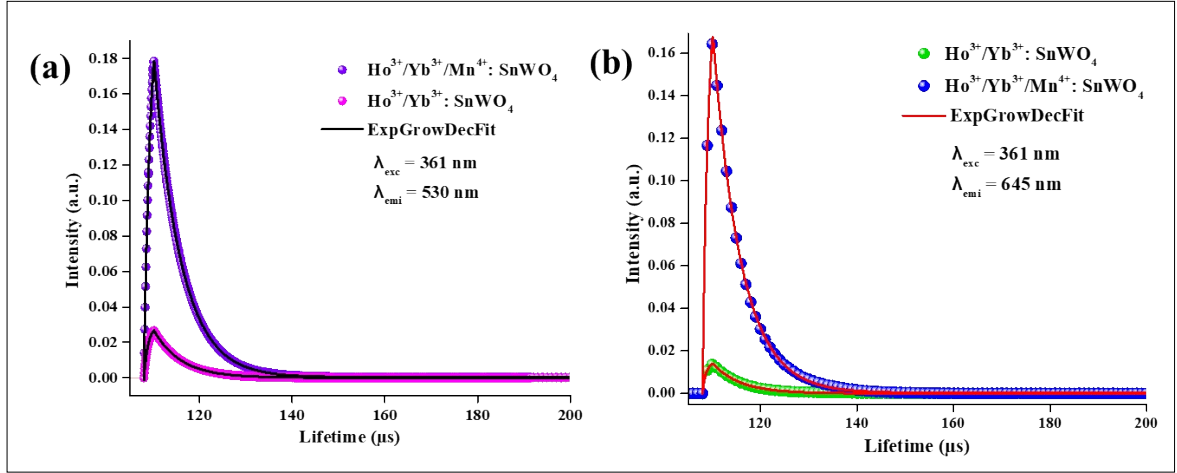 (a)
Ho³⁺/Yb³⁺/Mn⁴⁺: SnWO₄
Ho³⁺/Yb³⁺: SnWO₄
ExpGrowDecFit
λexc = 361 nm
λemi = 530 nm
0.18
0.16
0.14
0.12
0.10
0.08
0.06
0.04
0.02
0.00
Intensity (a.u.)
120
140
160
180
200
Lifetime (μs)
(b)
Ho³⁺/Yb³⁺: SnWO₄
Ho³⁺/Yb³⁺/Mn⁴⁺: SnWO₄
ExpGrowDecFit
λexc = 361 nm
λemi = 645 nm
0.16
0.14
0.12
0.10
0.08
0.06
0.04
0.02
0.00
Intensity (a.u.)
120
140
160
180
200
Lifetime (μs)